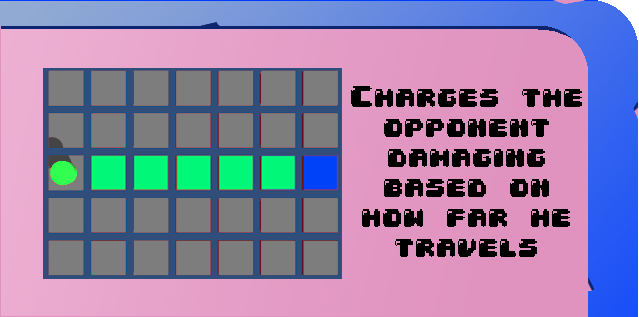 CHARGES THE
OPPONENT
DAMAGING
BASED ON
HOW FAR HE
TRAVELS